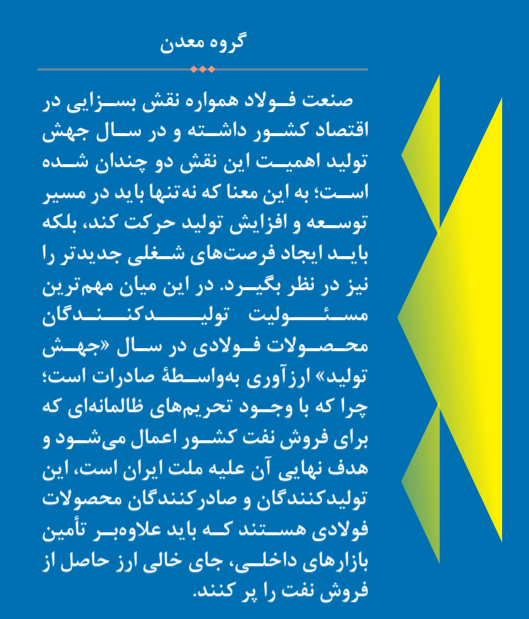 گروه معدن
صنعت فولاد همواره نقش بسزایی در
اقتصاد کشور داشته و در سال جهش
تولید اهمیت این نقش دو چندان شده
است؛ به این معنا که نه‌تنها باید در مسیر
توسعه و افزایش تولید حرکت کند، بلکه
باید ایجاد فرصت‌های شغلی جدیدتر را
نیز در نظر بگیرد. در این میان مهم‌ترین
مسئولیت تولیدکنندگان
محصولات فولادی در سال «جهش
تولید» ارزآوری به‌واسطهٔ صادرات است؛
چرا که با وجود تحریم‌های ظالمانه‌ای که
برای فروش نفت کشور اعمال می‌شود و
هدف نهایی آن علیه ملت ایران است، این
تولیدکنندگان و صادرکنندگان محصولات
فولادی هستند که باید علاوه‌بر تأمین
بازارهای داخلی، جای خالی ارز حاصل از
فروش نفت را پر کنند.